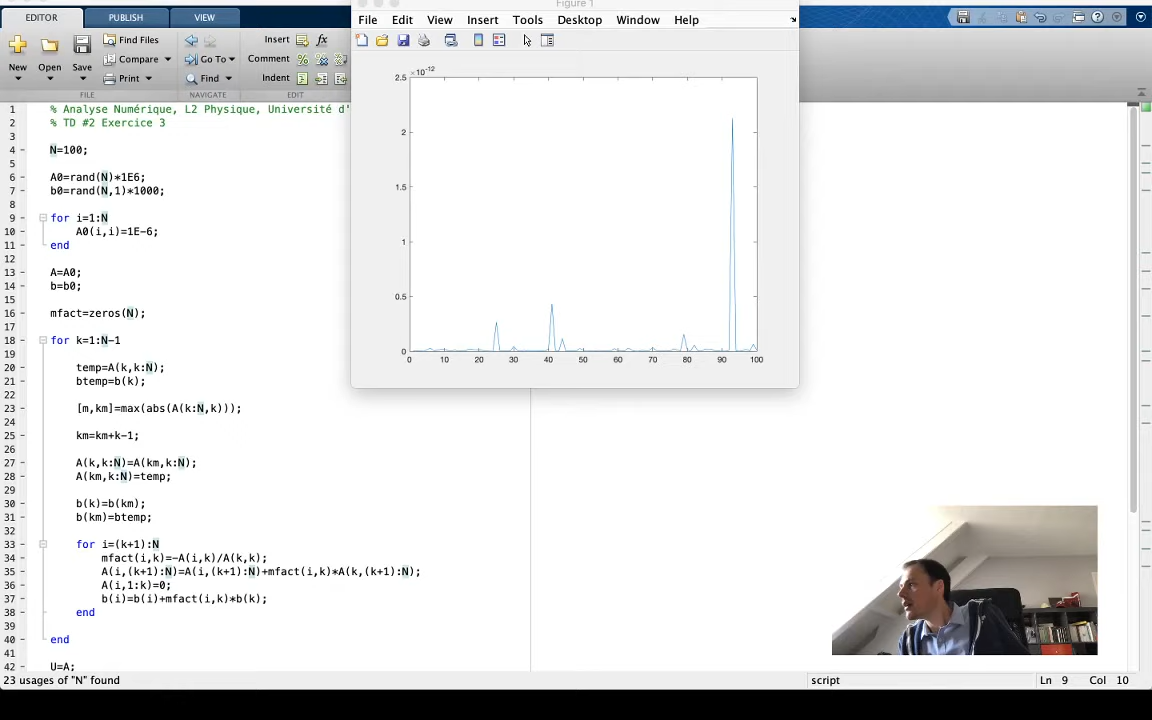 Figure 1
EDITOR PUBLISH VIEW
File Edit View Insert Tools Desktop Window Help
New Open Save
Find Files
Compare
Print
Insert fx
Comment
Indent
Go To
Find
FILE NAVIGATE EDIT
×10^-12
2.5
2
1.5
1
0.5
0
0 10 20 30 40 50 60 70 80 90 100
1 % Analyse Numérique, L2 Physique, Université d'
2 % TD #2 Exercice 3
3
4 N=100;
5
6 A0=rand(N)*1E6;
7 b0=rand(N,1)*1000;
8
9 for i=1:N
10 A0(i,i)=1E-6;
11 end
12
13 A=A0;
14 b=b0;
15
16 mfact=zeros(N);
17
18 for k=1:N-1
19
20 temp=A(k,k:N);
21 btemp=b(k);
22
23 [m,km]=max(abs(A(k:N,k)));
24
25 km=km+k-1;
26
27 A(k,k:N)=A(km,k:N);
28 A(km,k:N)=temp;
29
30 b(k)=b(km);
31 b(km)=btemp;
32
33 for i=(k+1):N
34 mfact(i,k)=-A(i,k)/A(k,k);
35 A(i,(k+1):N)=A(i,(k+1):N)+mfact(i,k)*A(k,(k+1):N);
36 A(i,1:k)=0;
37 b(i)=b(i)+mfact(i,k)*b(k);
38 end
39
40 end
41
42 U=A;
23 usages of "N" found
script
Ln 9 Col 10